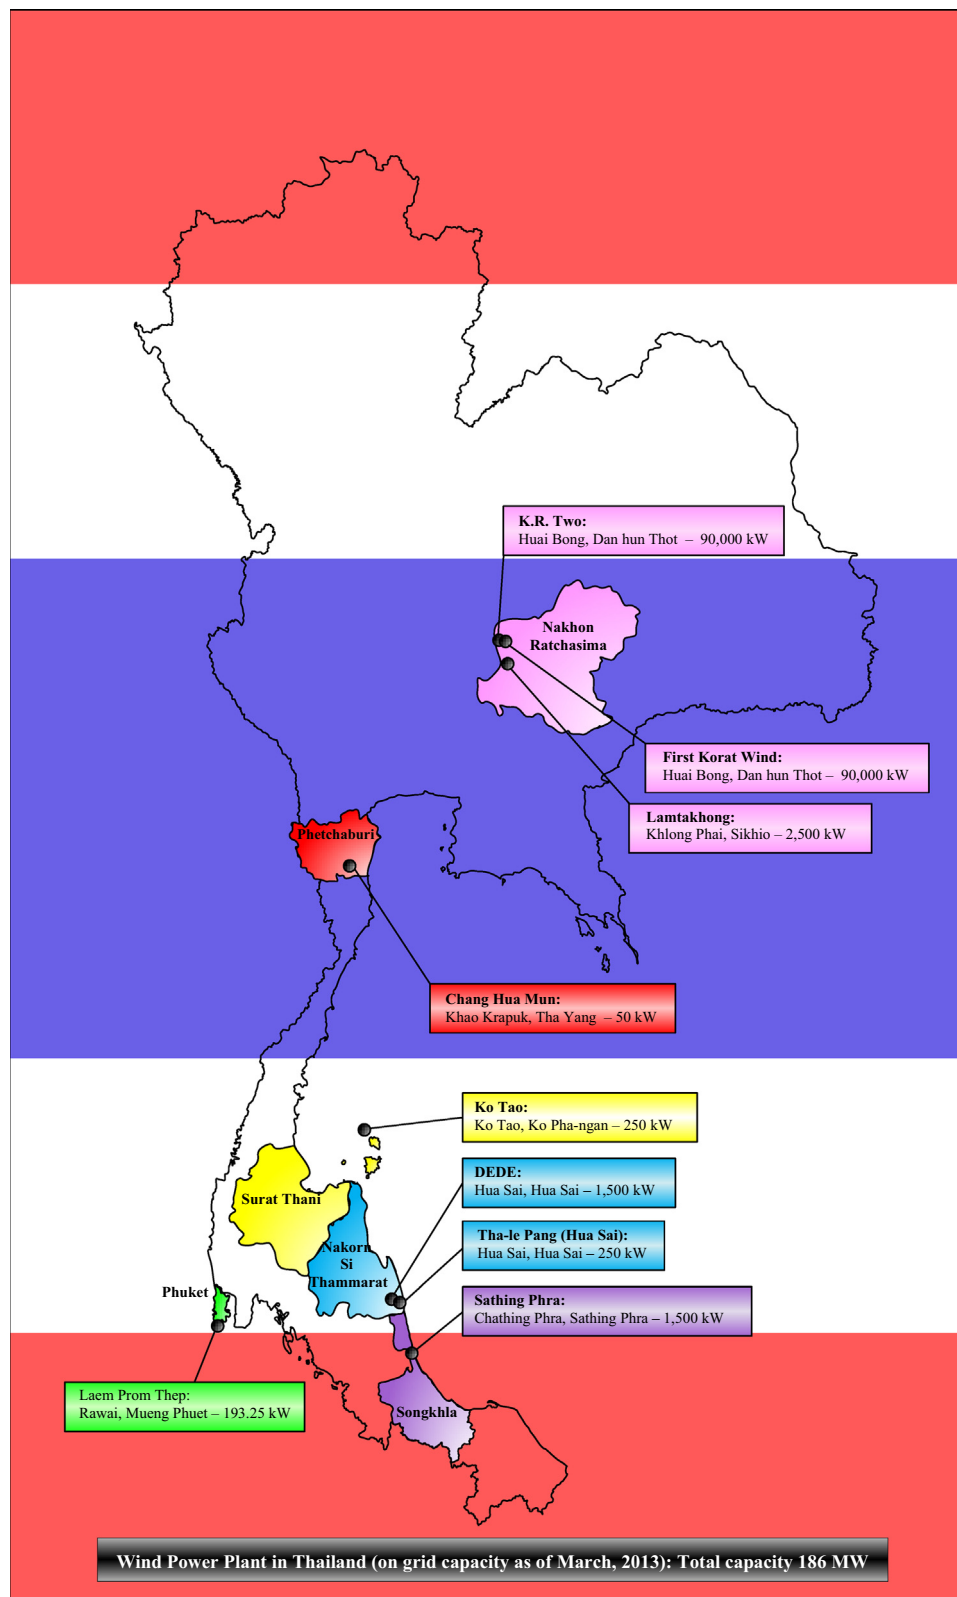 K.R. Two:
Huai Bong, Dan hun Thot – 90,000 kW
Nakhon
Ratchasima
First Korat Wind:
Huai Bong, Dan hun Thot – 90,000 kW
Lamtakhong:
Khlong Phai, Sikhio – 2,500 kW
Phetchaburi
Chang Hua Mun:
Khao Krapuk, Tha Yang – 50 kW
Ko Tao:
Ko Tao, Ko Pha-ngan – 250 kW
DEDE:
Hua Sai, Hua Sai – 1,500 kW
Surat Thani
Tha-le Pang (Hua Sai):
Hua Sai, Hua Sai – 250 kW
Nakorn
Si
Thammarat
Phuket
Sathing Phra:
Chathing Phra, Sathing Phra – 1,500 kW
Laem Prom Thep:
Rawai, Mueng Phuet – 193.25 kW
Songkhla
Wind Power Plant in Thailand (on grid capacity as of March, 2013): Total capacity 186 MW